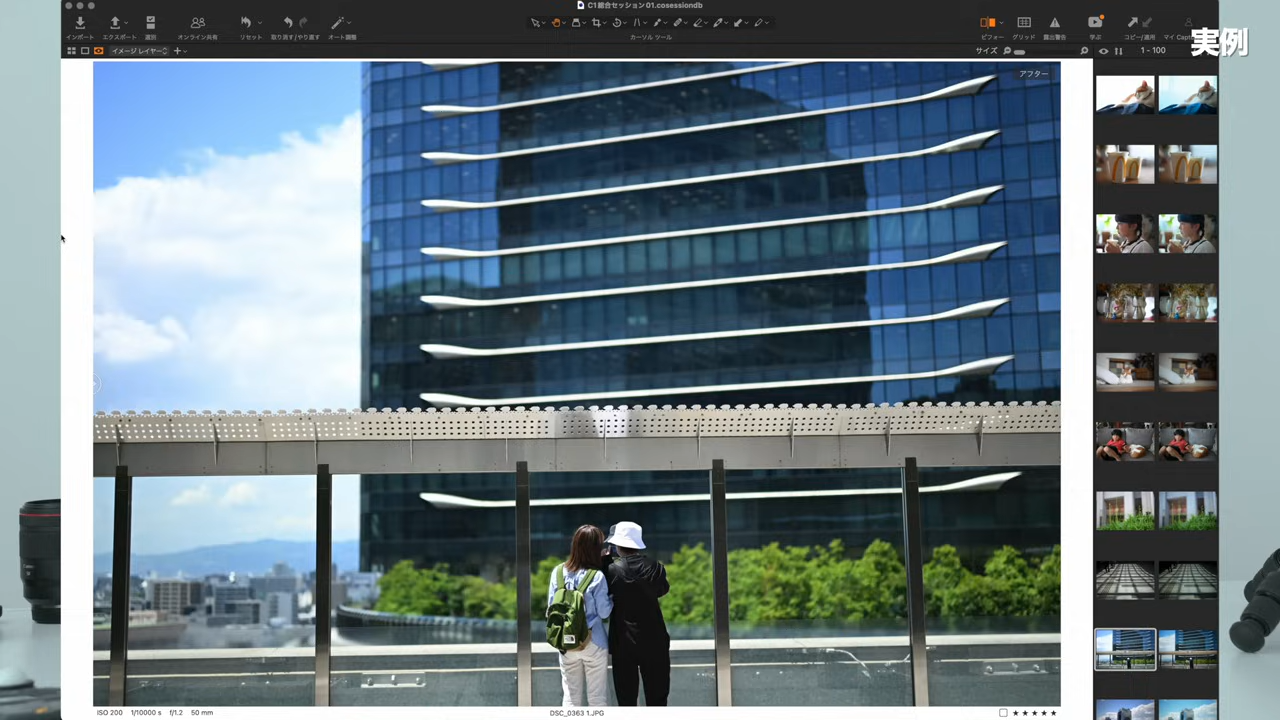 C1総合セッション01.cosessiondb
インポート
エクスポート
選別
オンライン共有
リセット
取り消す/やり直す
オート調整
カーソル ツール
ビフォー
グリッド
露出警告
学ぶ
コピー/適用
マイ Capt
実例
イメージ レイヤー
サイズ
1 - 100
アフター
ISO 200 1/10000 s f/1.2 50 mm
DSC_0363 1.JPG
★★★★★